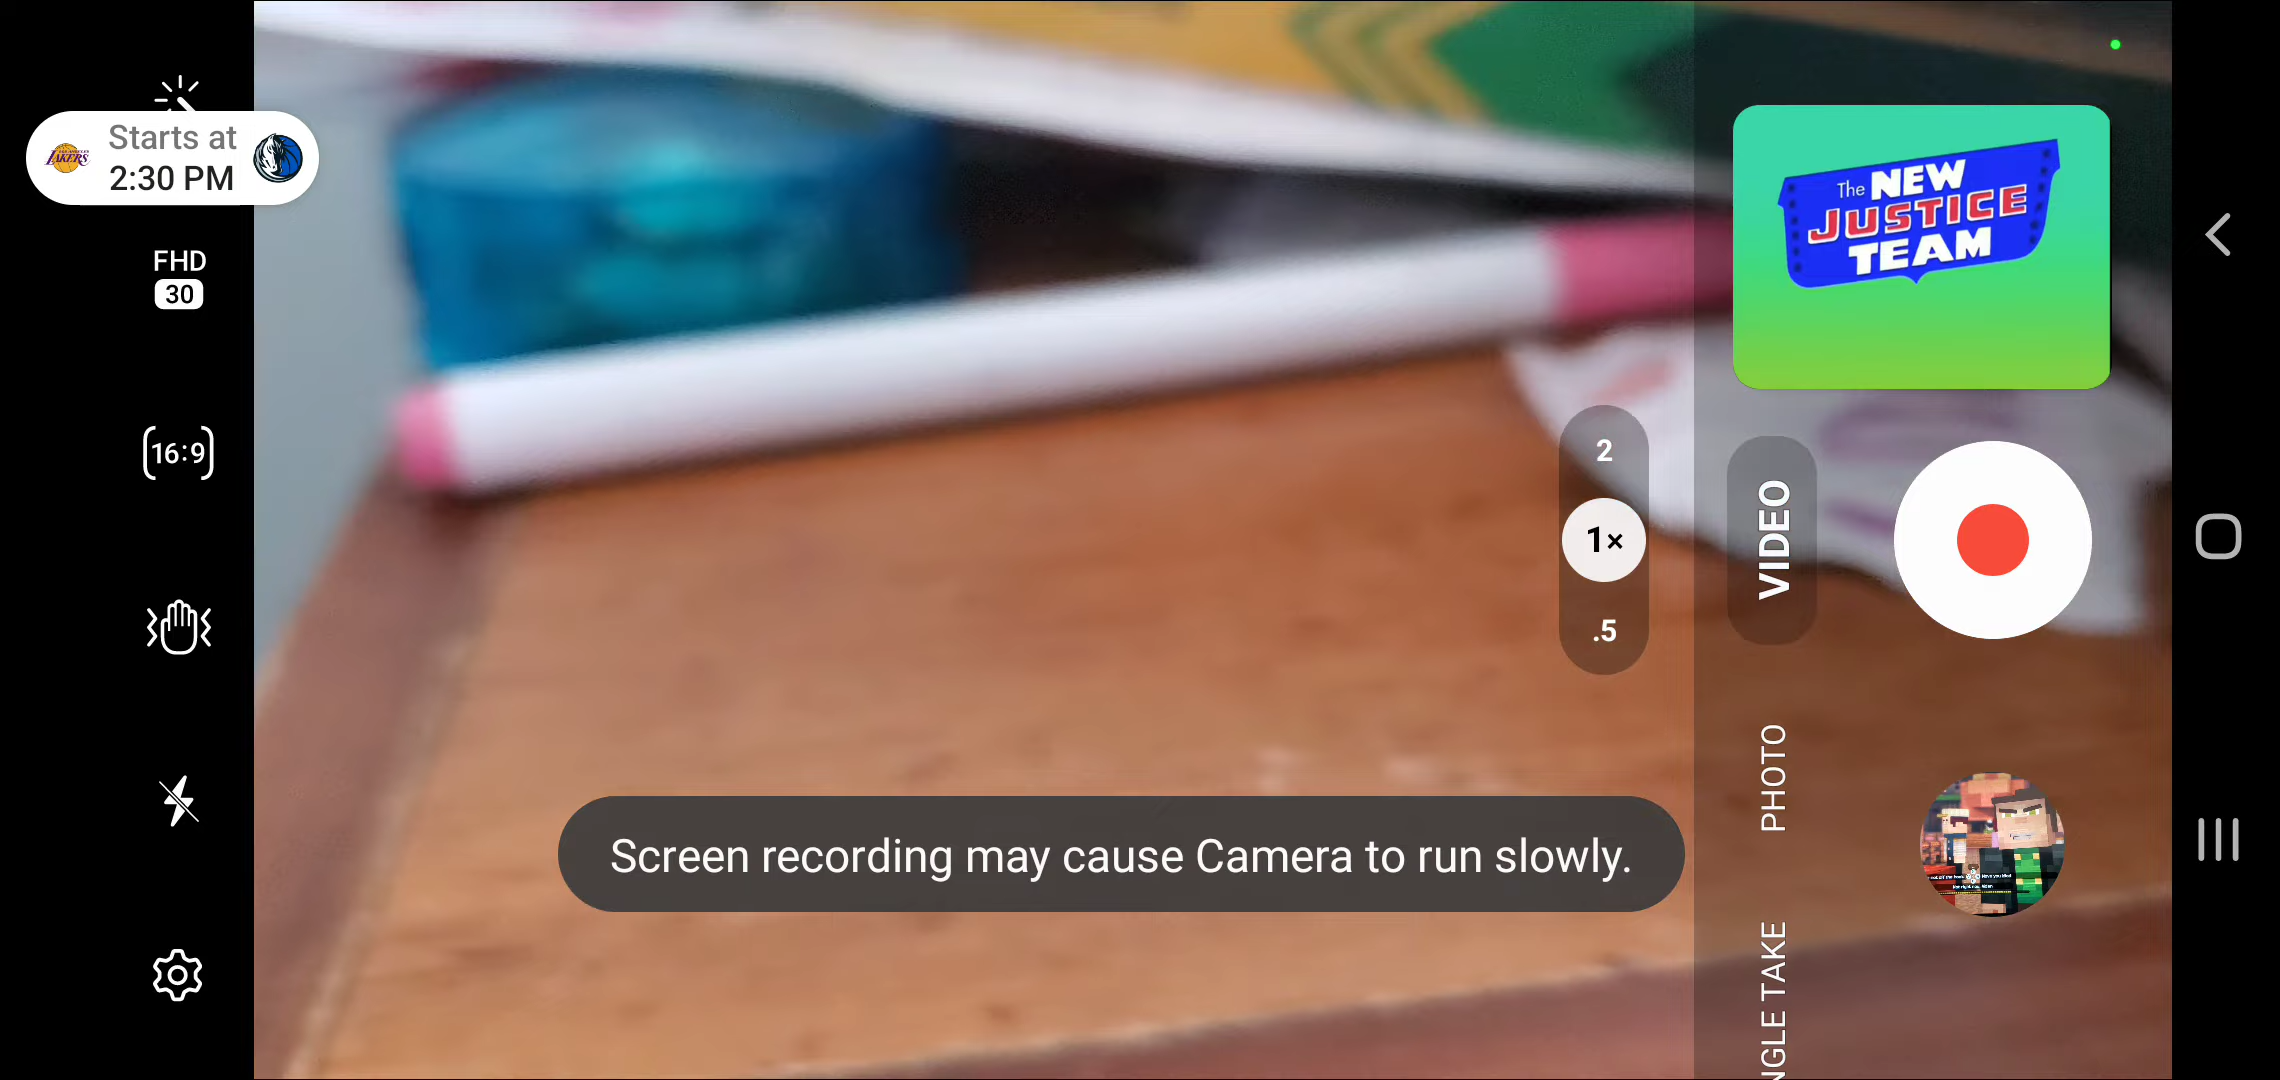 Starts at
2:30 PM
LAKERS
FHD
30
16:9
The NEW
JUSTICE
TEAM
2
1×
.5
VIDEO
PHOTO
NGLE TAKE
Screen recording may cause Camera to run slowly.